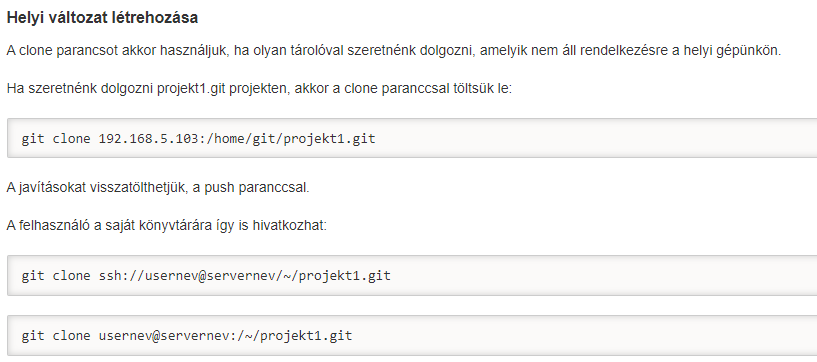 Helyi változat létrehozása
A clone parancsot akkor használjuk, ha olyan tárolóval szeretnénk dolgozni, amelyik nem áll rendelkezésre a helyi gépünkön.
Ha szeretnénk dolgozni projekt1.git projekten, akkor a clone paranccsal töltsük le:
git clone 192.168.5.103:/home/git/projekt1.git
A javításokat visszatölthetjük, a push paranccsal.
A felhasználó a saját könyvtárára így is hivatkozhat:
git clone ssh://usernev@servernev/~/projekt1.git
git clone usernev@servernev:/~/projekt1.git